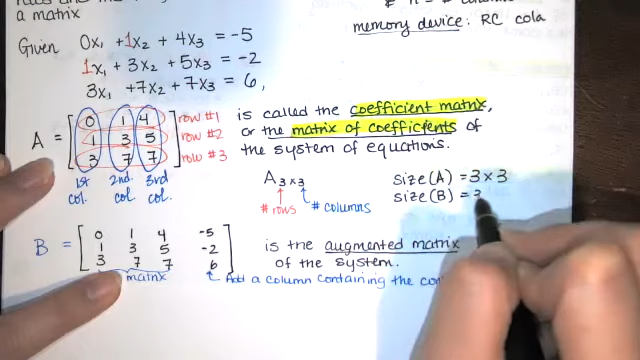 a matrix
memory device: RC cola
Given 0x₁ + 1x₂ + 4x₃ = -5
1x₁ + 3x₂ + 5x₃ = -2
3x₁ + 7x₂ + 7x₃ = 6,
A = [ 0 1 4 ] row #1 is called the coefficient matrix,
[ 1 3 5 ] row #2 or the matrix of coefficients of
[ 3 7 7 ] row #3 the system of equations.
1st col. 2nd col. 3rd col.
A 3×3 size(A) = 3 × 3
# rows # columns size(B) = 3
B = [ 0 1 4 -5 ] is the augmented matrix
[ 1 3 5 -2 ] of the system.
[ 3 7 7 6 ]
matrix Add a column containing the